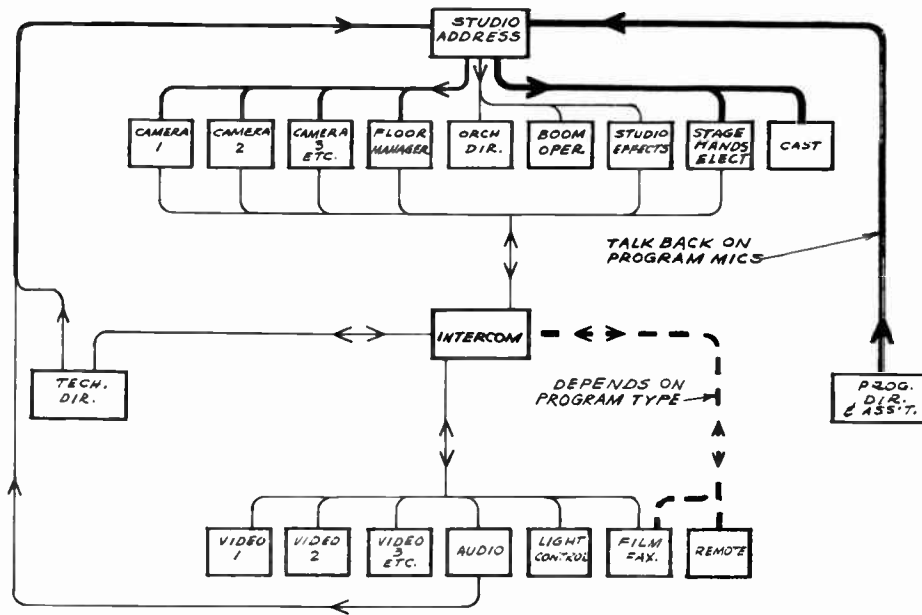 STUDIO
ADDRESS
CAMERA
1
CAMERA
2
CAMERA
3
ETC.
FLOOR
MANAGER
ORCH
DIR.
BOOM
OPER
STUDIO
EFFECTS
STAGE
HANDS
ELECT
CAST
TALK BACK ON
PROGRAM MICS
INTERCOM
TECH.
DIR.
DEPENDS ON
PROGRAM TYPE
PROG.
DIR.
& ASS'T.
VIDEO
1
VIDEO
2
VIDEO
3
ETC.
AUDIO
LIGHT
CONTROL
FILM
FAX.
REMOTE